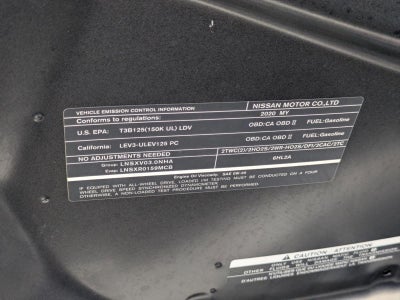 VEHICLE EMISSION CONTROL INFORMATION NISSAN MOTOR CO.,LTD
Conforms to regulations: 2020 MY
U.S. EPA: T3B125(150K UL) LDV OBD:CA OBD II FUEL:Gasoline
California: LEV3-ULEV125 PC OBD:CA OBD II FUEL:Gasoline
NO ADJUSTMENTS NEEDED 2TWC(2)/2HO2S/2WR-HO2S/DFI/2CAC/2TC
Group: LNSXV03.0NHA 6HL2A
Evap: LNSXR0159MCB
Engine Oil Viscosity: SAE 0W-20
IF EQUIPPED WITH ALL-WHEEL DRIVE, LOADED I/M TESTING MUST BE CONDUCTED ON A FOUR
WHEEL DRIVE SPEED SYNCHRONIZED DYNAMOMETER.
OTHERWISE, A NON-LOADED TEST PROCEDURE MUST BE USED.
CAUTION ATTENTION